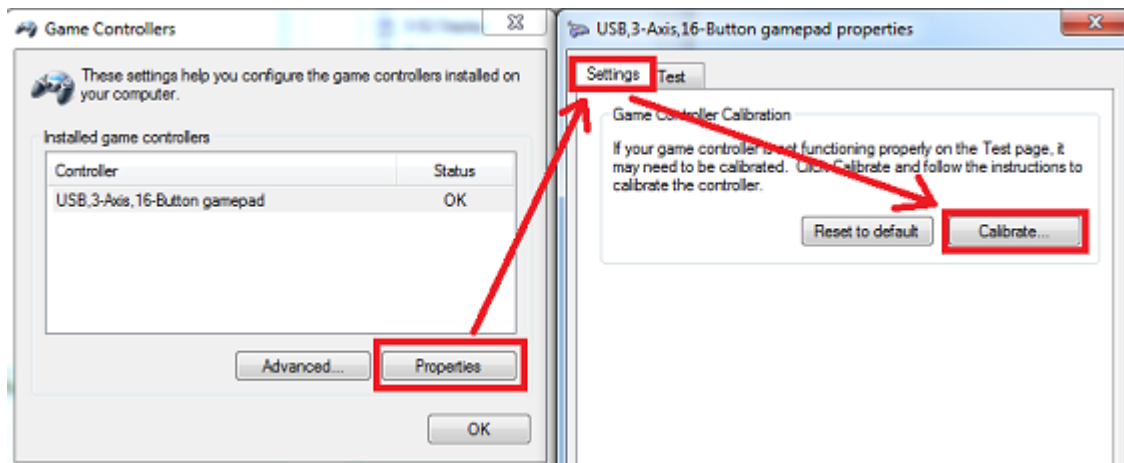 Game Controllers
These settings help you configure the game controllers installed on
your computer.
Installed game controllers
Controller Status
USB,3-Axis,16-Button gamepad OK
Advanced... Properties
OK
USB,3-Axis,16-Button gamepad properties
Settings Test
Game Controller Calibration
If your game controller is not functioning properly on the Test page, it
may need to be calibrated. Click Calibrate and follow the instructions to
calibrate the controller.
Reset to default Calibrate...